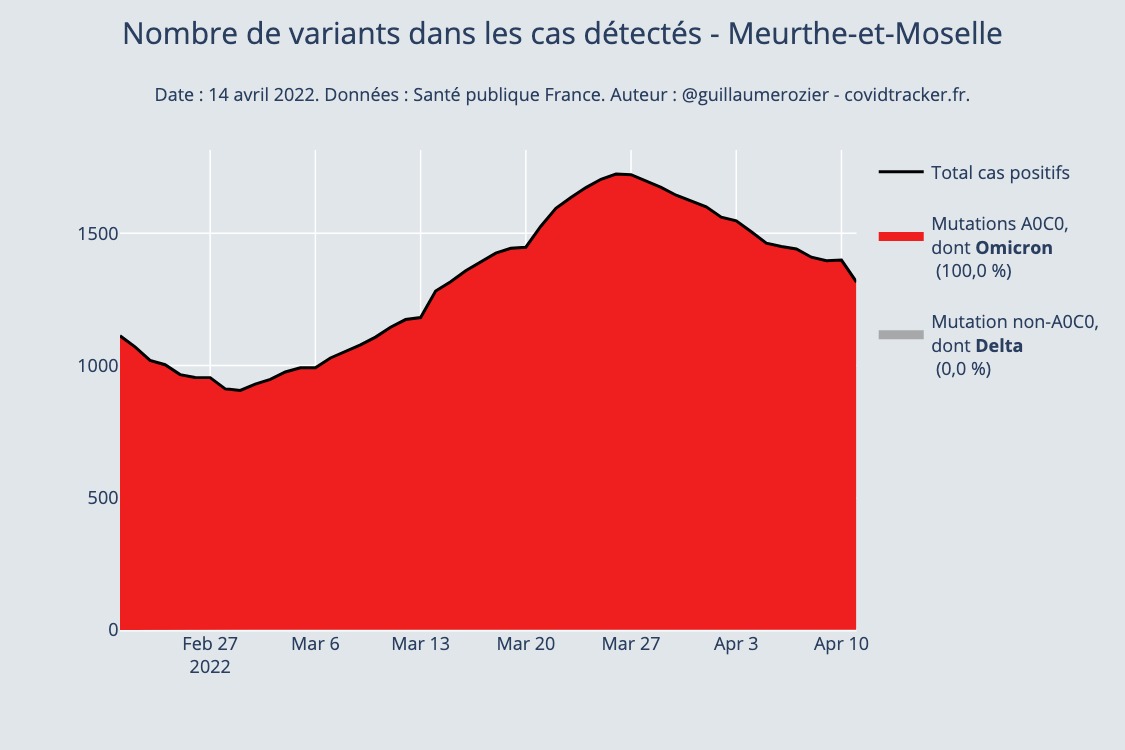 Nombre de variants dans les cas détectés - Meurthe-et-Moselle
Date : 14 avril 2022. Données : Santé publique France. Auteur : @guillaumerozier - covidtracker.fr.
Total cas positifs
Mutations A0C0,
dont Omicron
(100,0 %)
Mutation non-A0C0,
dont Delta
(0,0 %)
1500
1000
500
0
Feb 27
2022
Mar 6
Mar 13
Mar 20
Mar 27
Apr 3
Apr 10